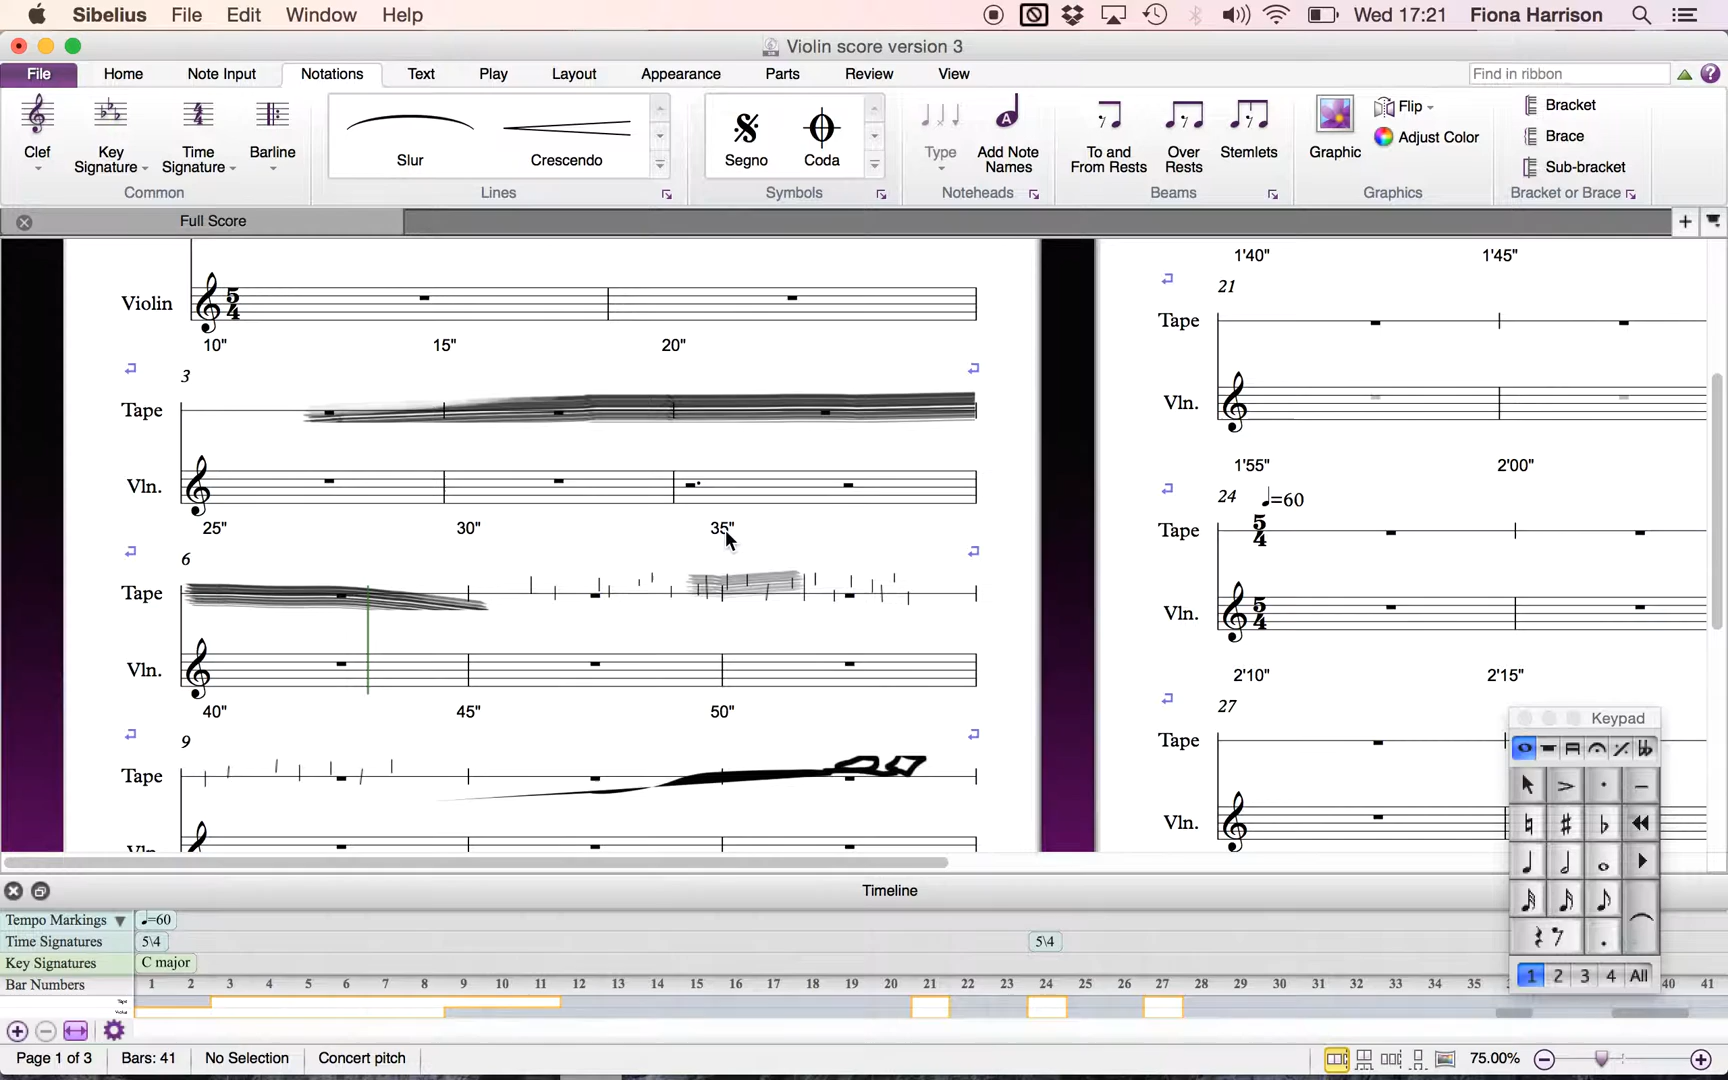 Sibelius File Edit Window Help Wed 17:21 Fiona Harrison
Violin score version 3
File Home Note Input Notations Text Play Layout Appearance Parts Review View Find in ribbon
Clef Key Signature Time Signature Barline
Common
Slur Crescendo
Lines
Segno Coda
Symbols
Type Add Note Names
Noteheads
To and From Rests Over Rests Stemlets
Beams
Graphic Flip Adjust Color
Graphics
Bracket
Brace
Sub-bracket
Bracket or Brace
Full Score
Violin 5 4
10" 15" 20"
3
Tape
Vln.
25" 30" 35"
6
Tape
Vln.
40" 45" 50"
9
Tape
Vln.
1'40" 1'45"
21
Tape
Vln.
1'55" 2'00"
24 ♩=60
Tape 5 4
Vln. 5 4
2'10" 2'15"
27
Tape
Vln.
Keypad
1 2 3 4 All
Timeline
Tempo Markings ♩=60
Time Signatures 5\4 5\4
Key Signatures C major
Bar Numbers 1 2 3 4 5 6 7 8 9 10 11 12 13 14 15 16 17 18 19 20 21 22 23 24 25 26 27 28 29 30 31 32 33 34 35 40 41
Page 1 of 3 Bars: 41 No Selection Concert pitch 75.00%